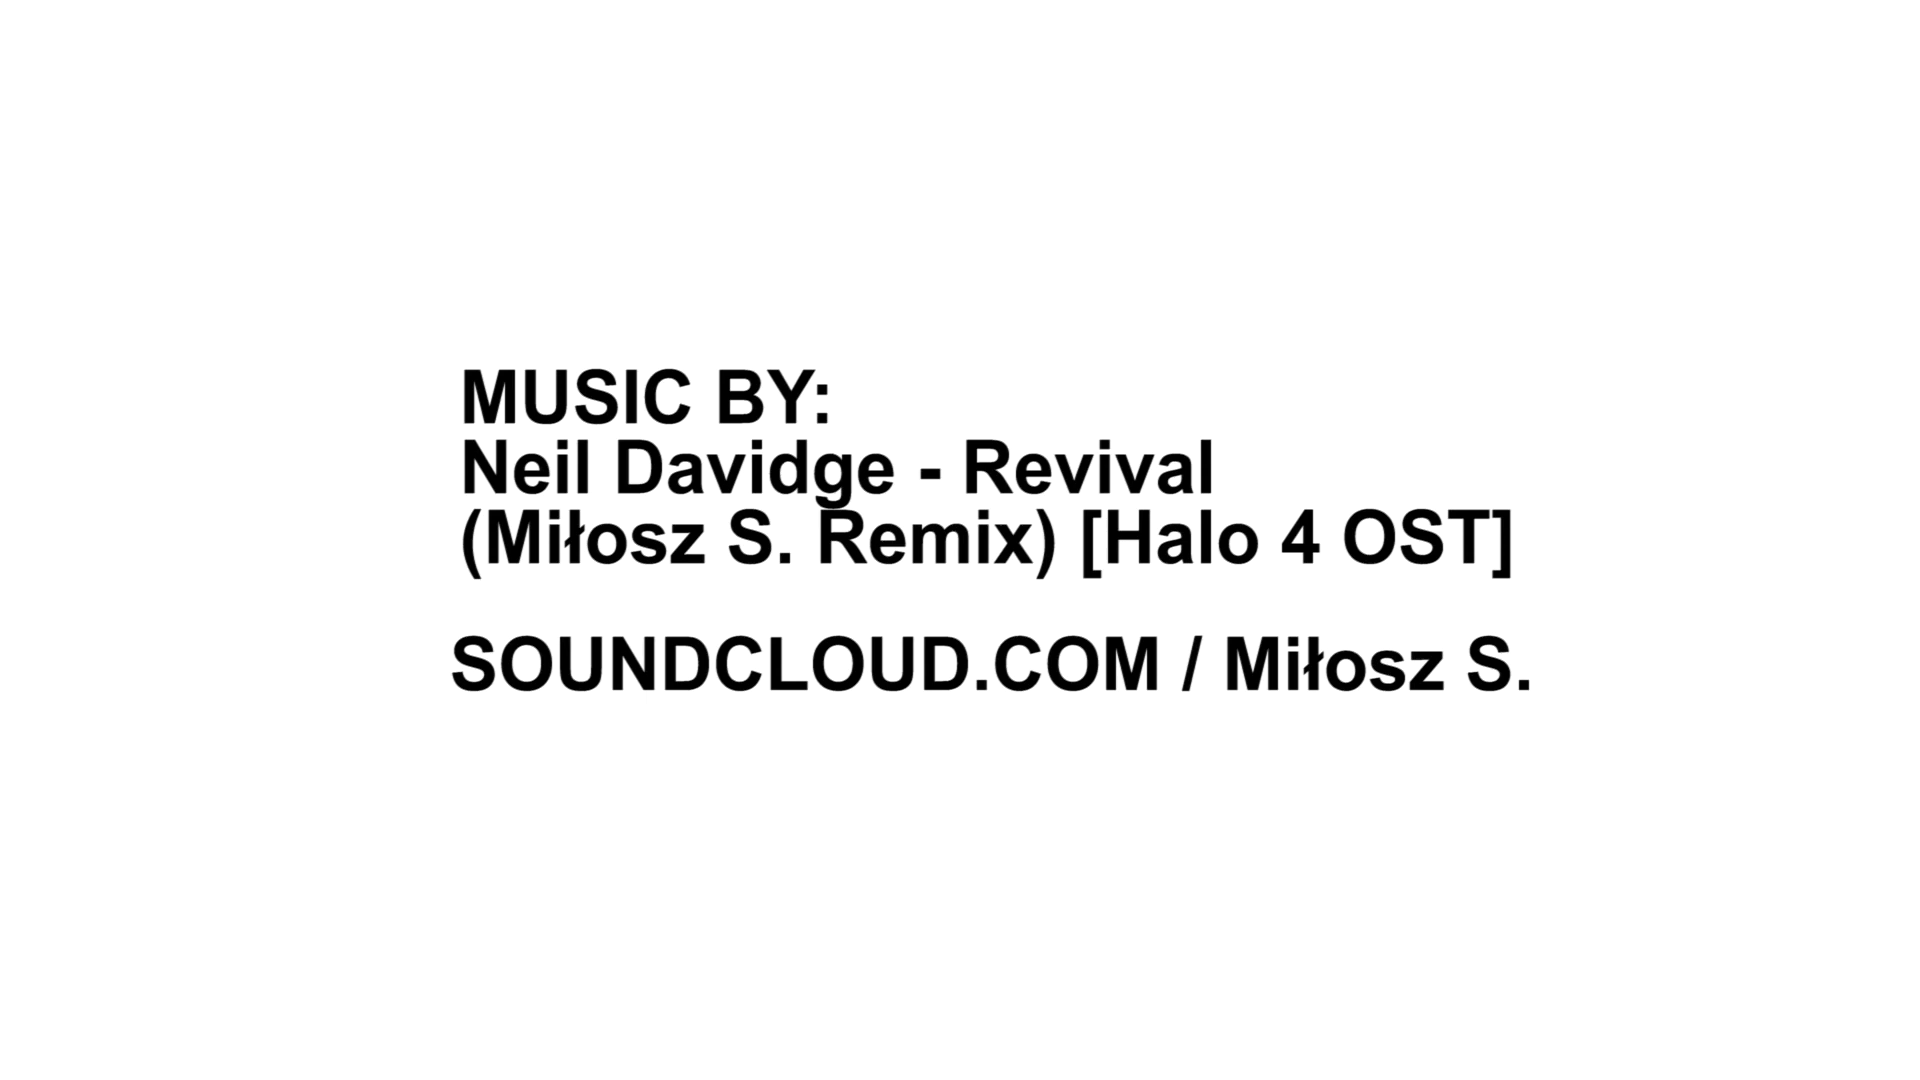 MUSIC BY:
Neil Davidge - Revival
(Miłosz S. Remix) [Halo 4 OST]
SOUNDCLOUD.COM / Miłosz S.